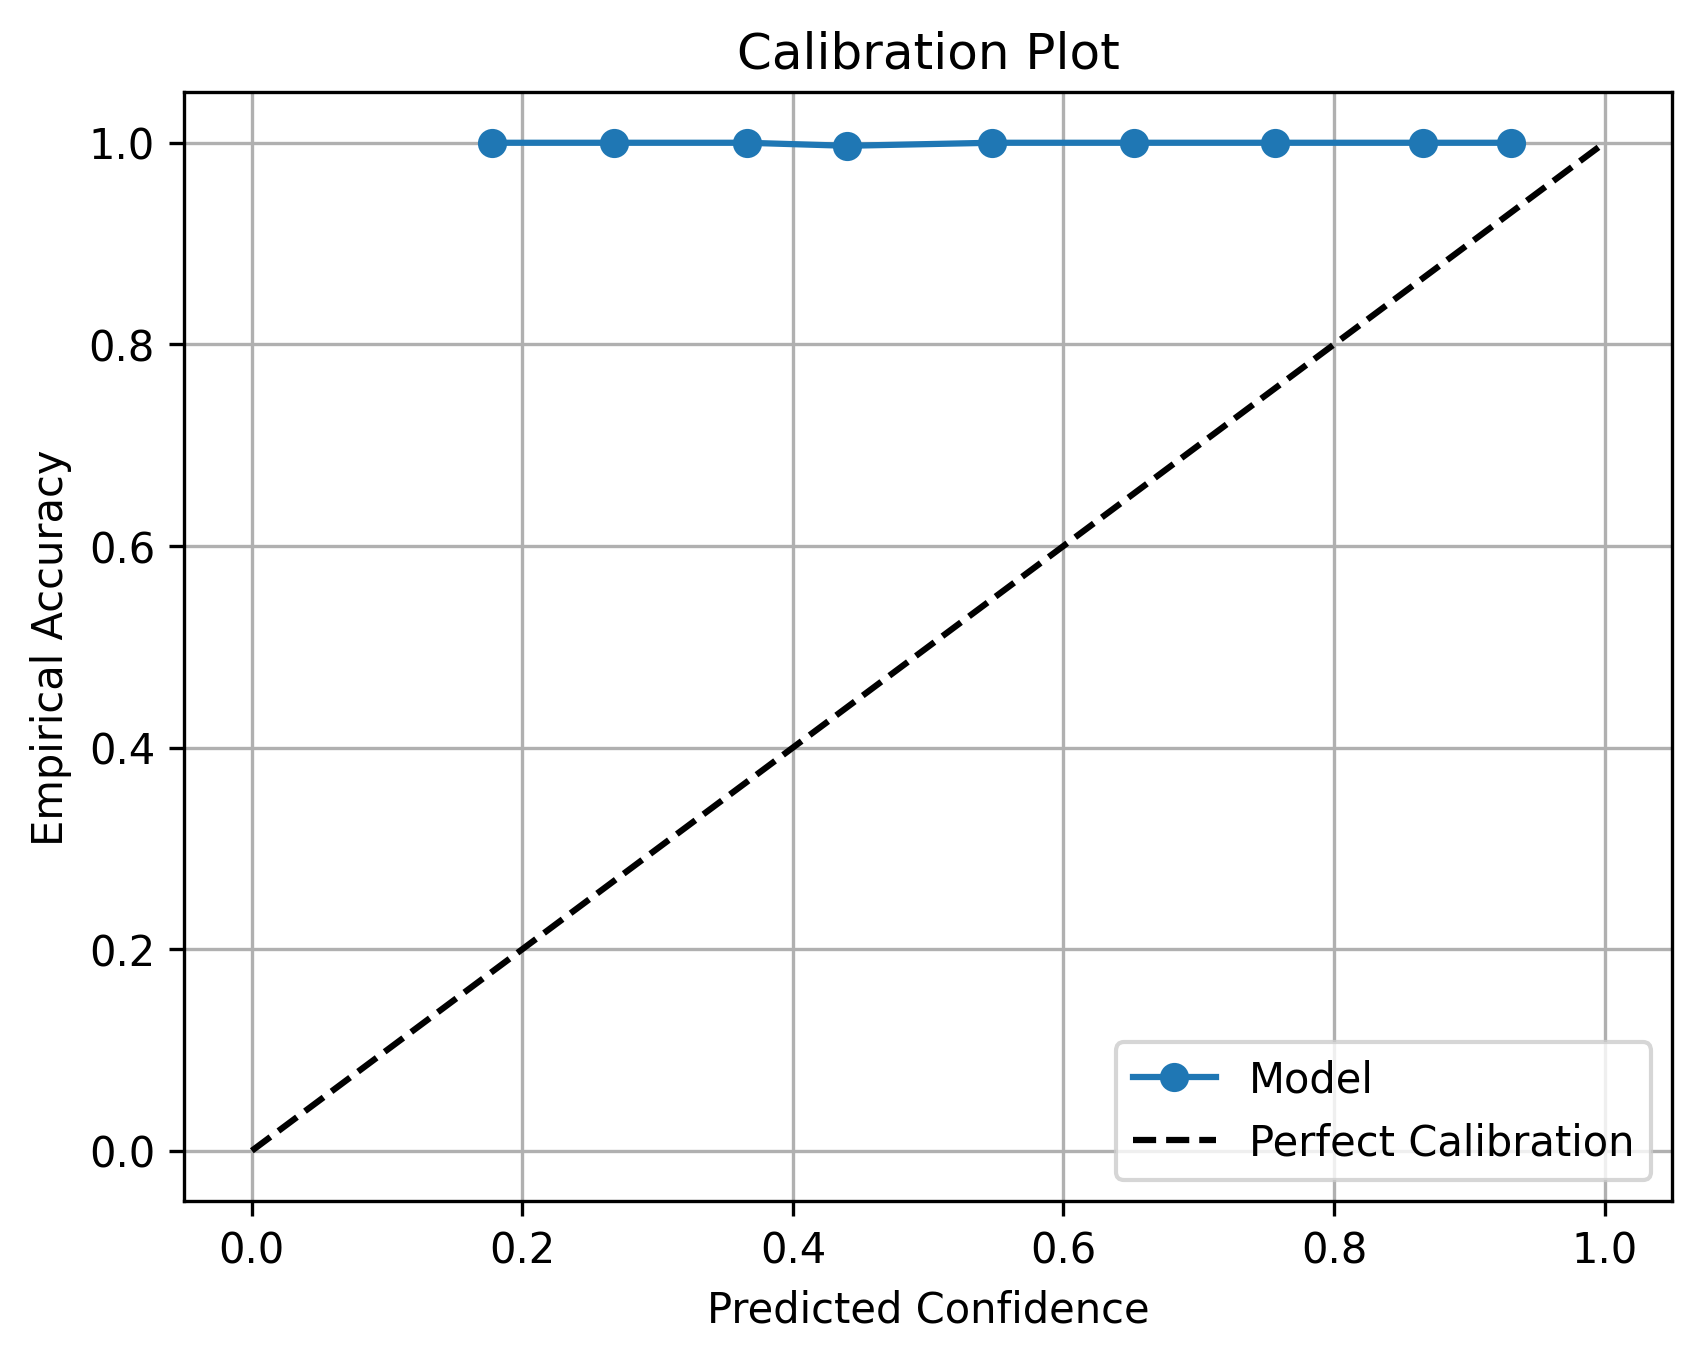 Calibration Plot
1.0
0.8
0.6
0.4
0.2
0.0
Empirical Accuracy
Model
Perfect Calibration
0.0 0.2 0.4 0.6 0.8 1.0
Predicted Confidence